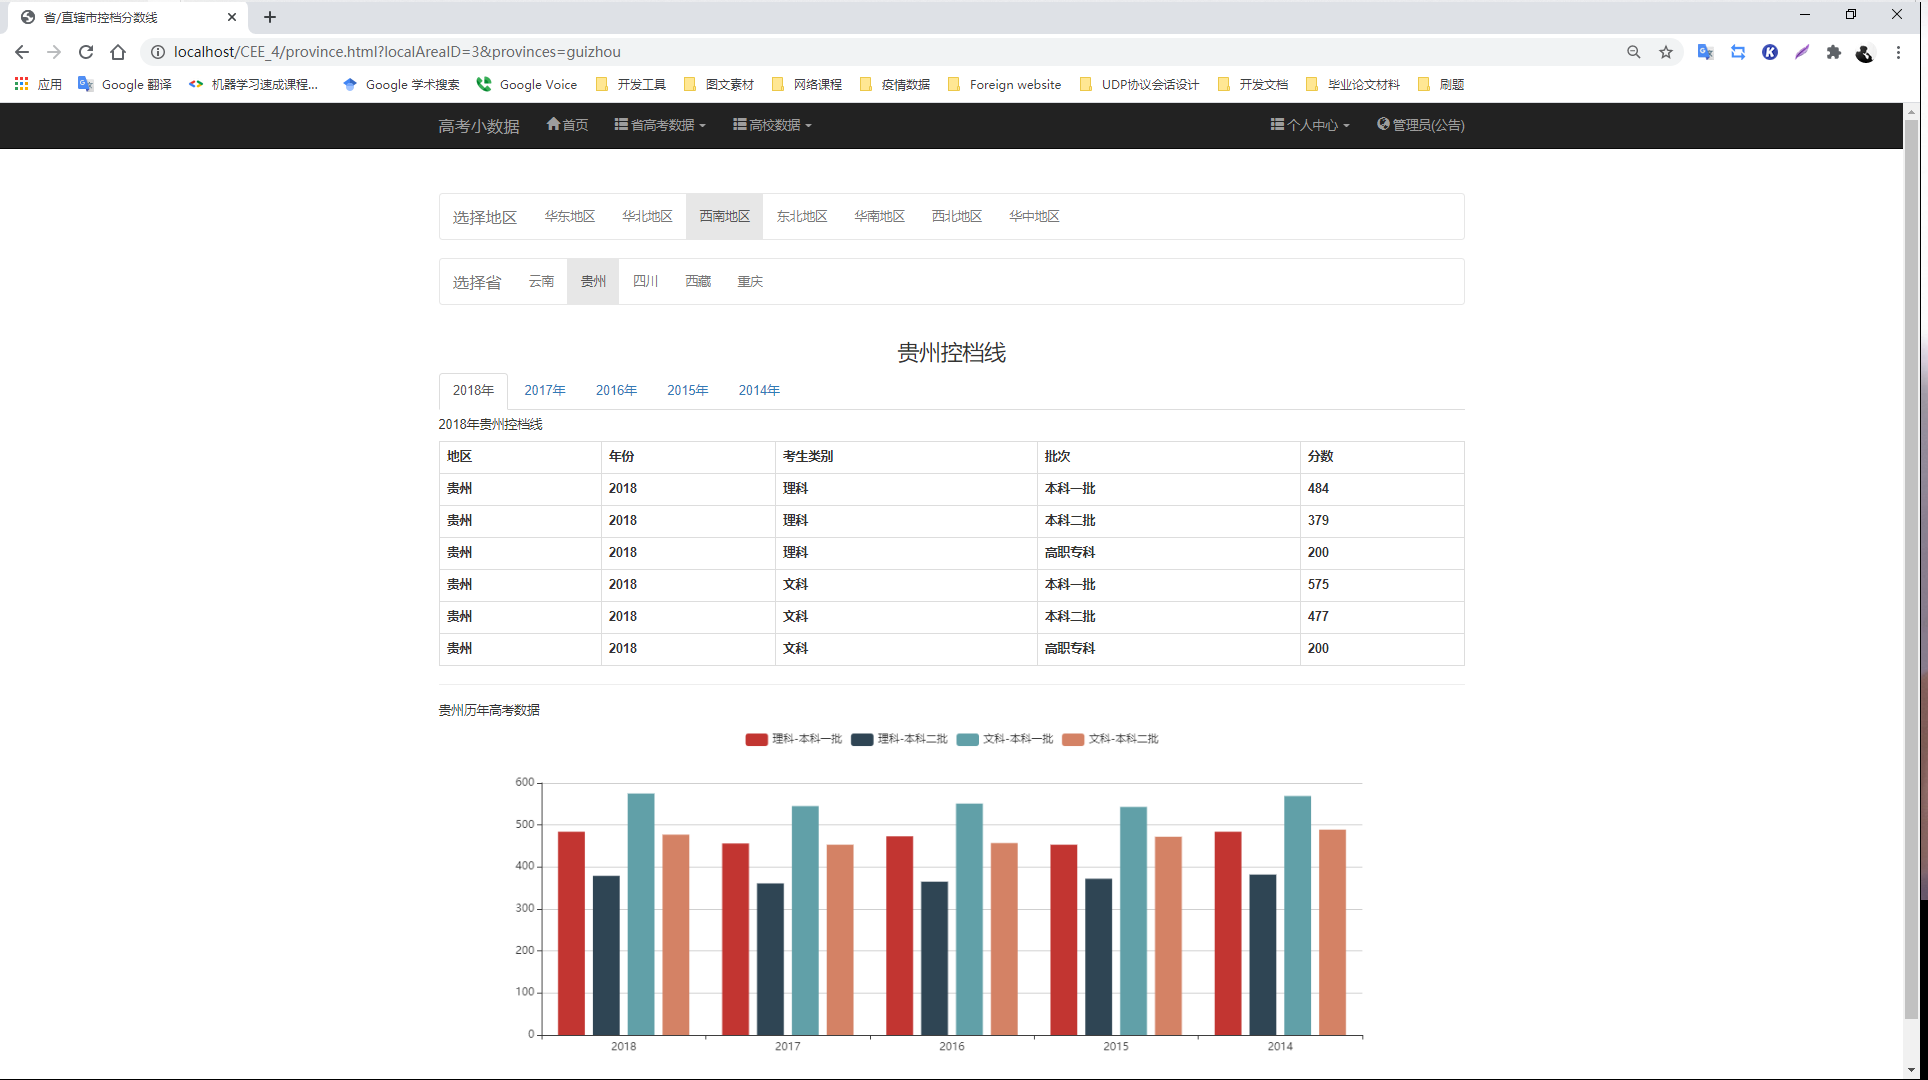 省/直辖市控档分数线
localhost/CEE_4/province.html?localAreaID=3&provinces=guizhou
应用 Google 翻译 机器学习速成课程... Google 学术搜索 Google Voice 开发工具 图文素材 网络课程 疫情数据 Foreign website UDP协议会话设计 开发文档 毕业论文材料 刷题
高考小数据 首页 省高考数据 高校数据 个人中心 管理员(公告)
选择地区 华东地区 华北地区 西南地区 东北地区 华南地区 西北地区 华中地区
选择省 云南 贵州 四川 西藏 重庆
贵州控档线
2018年 2017年 2016年 2015年 2014年
2018年贵州控档线
地区 年份 考生类别 批次 分数
贵州 2018 理科 本科一批 484
贵州 2018 理科 本科二批 379
贵州 2018 理科 高职专科 200
贵州 2018 文科 本科一批 575
贵州 2018 文科 本科二批 477
贵州 2018 文科 高职专科 200
贵州历年高考数据
理科-本科一批 理科-本科二批 文科-本科一批 文科-本科二批
600
500
400
300
200
100
0
2018 2017 2016 2015 2014